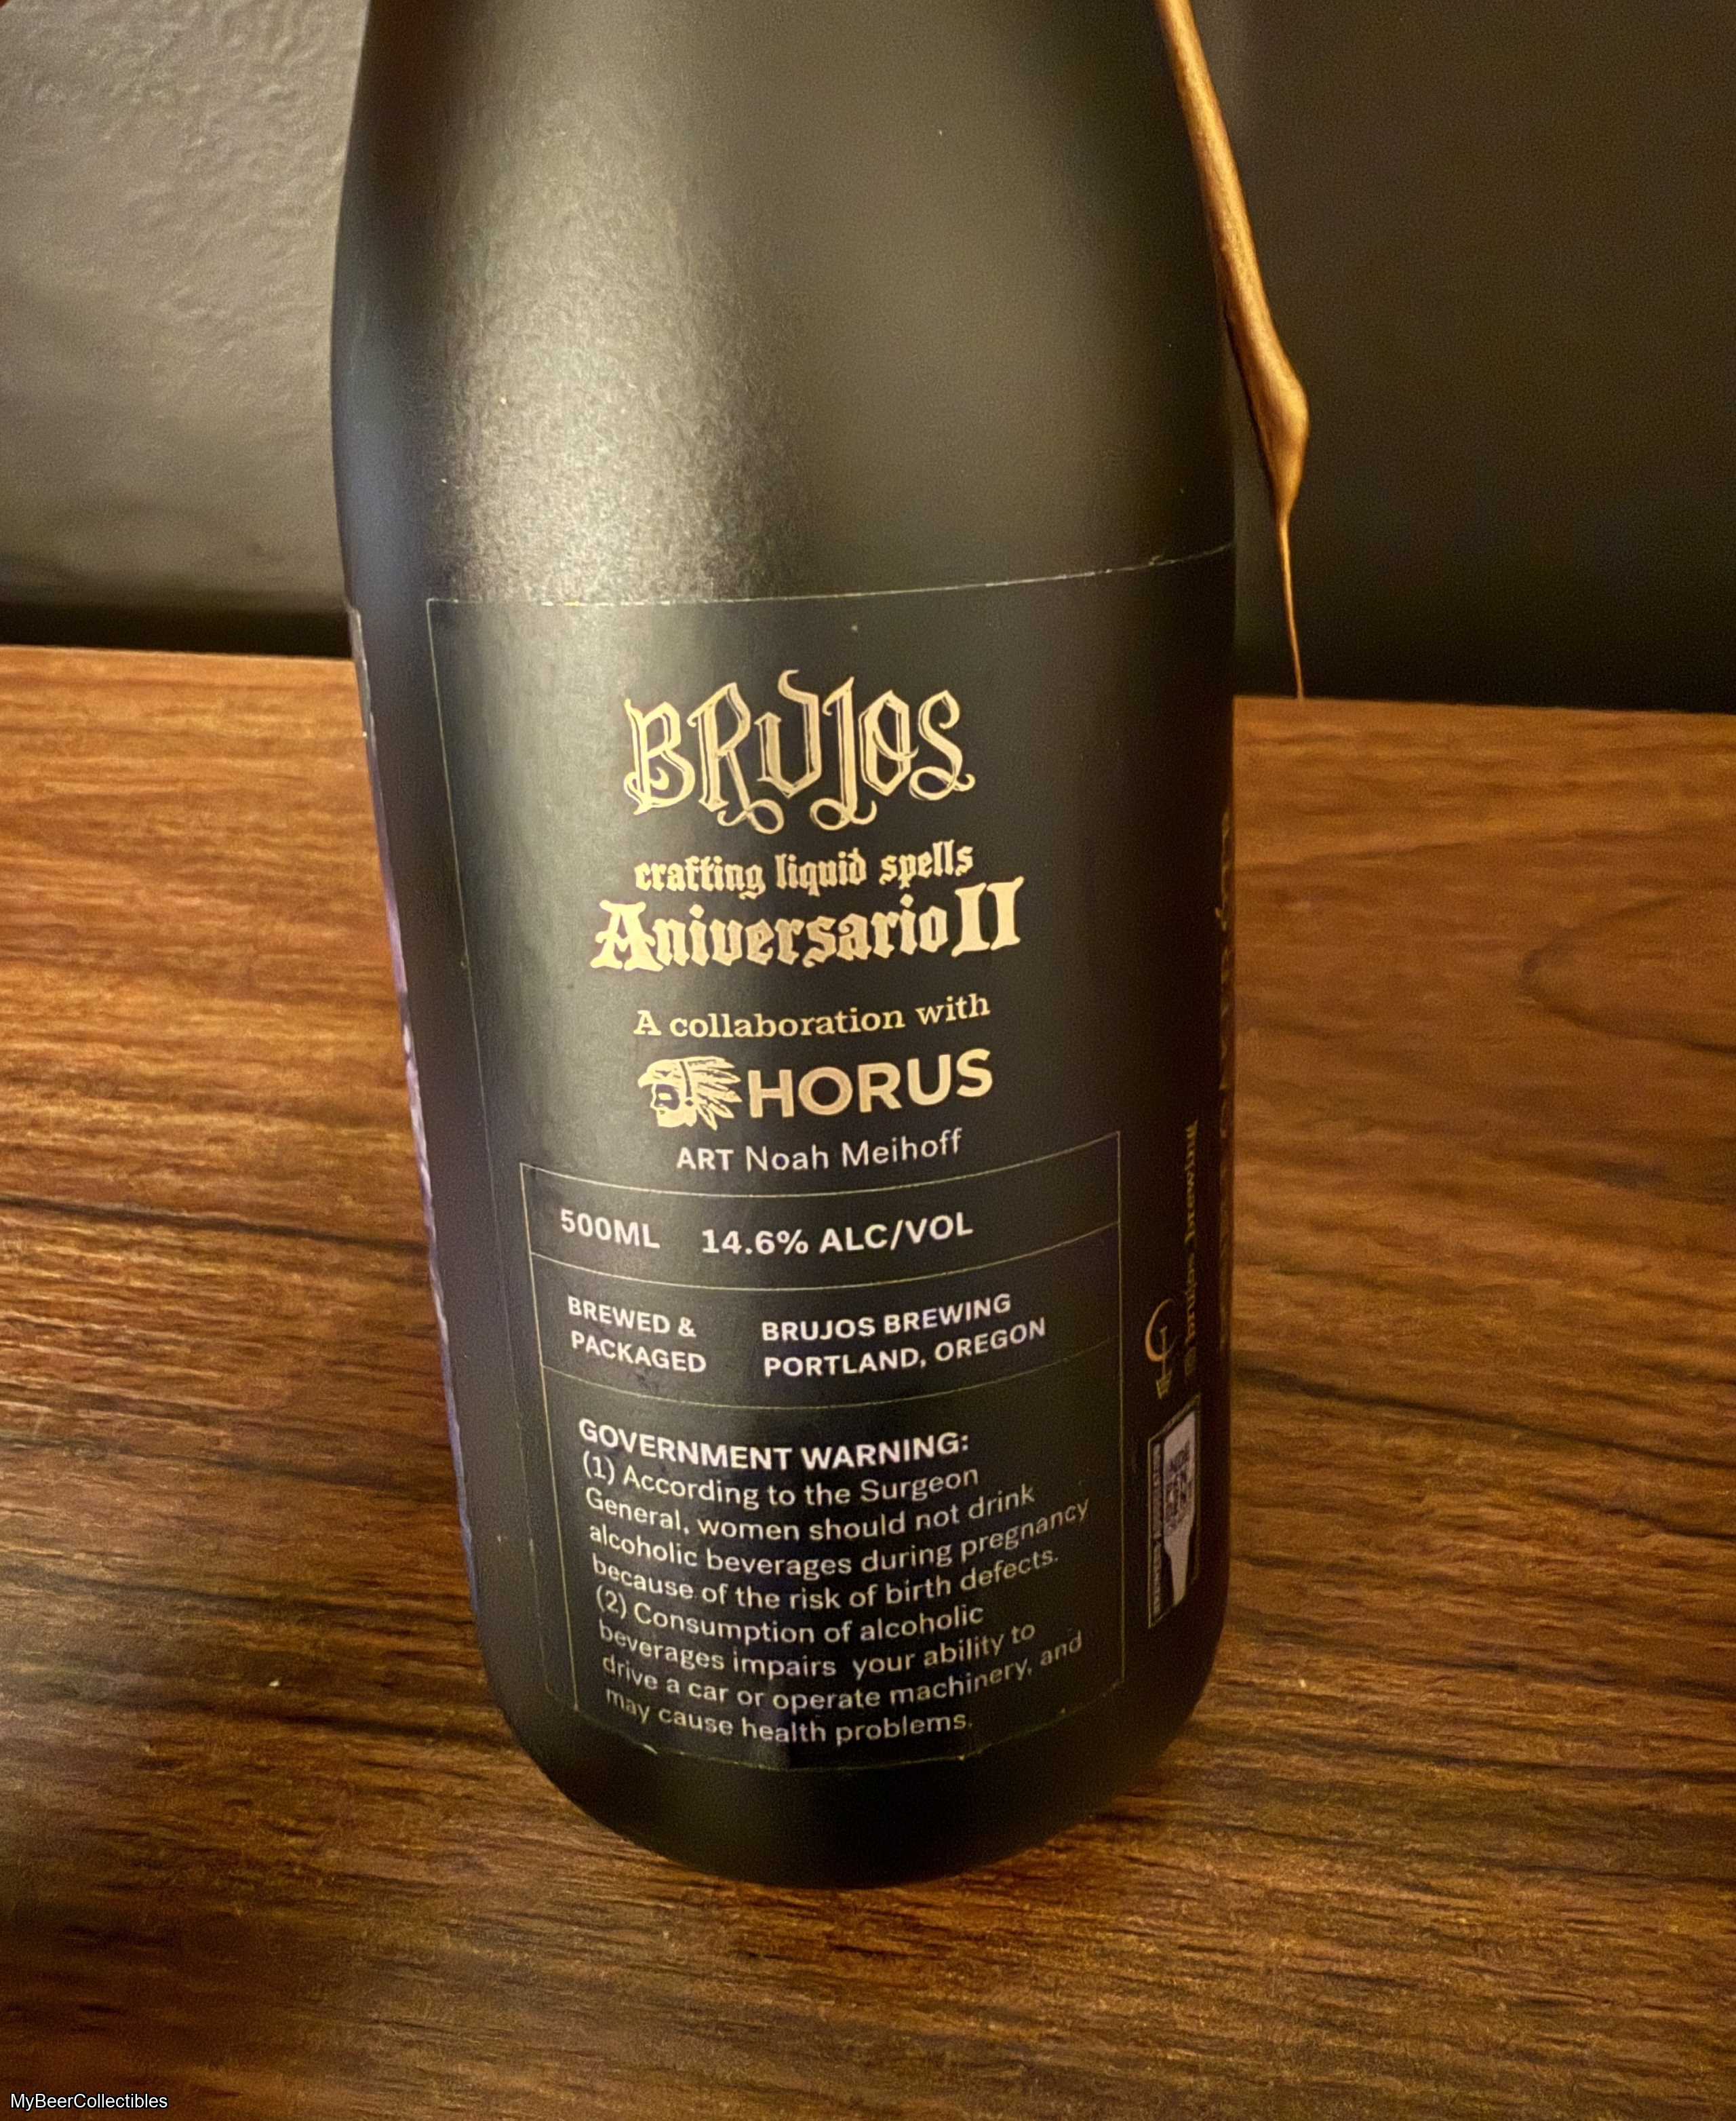 BRUJOS
crafting liquid spells
Aniversario II
A collaboration with
HORUS
ART Noah Meihoff
500ML 14.6% ALC/VOL
BREWED &
PACKAGED
BRUJOS BREWING
PORTLAND, OREGON
GOVERNMENT WARNING:
(1) According to the Surgeon
General, women should not drink
alcoholic beverages during pregnancy
because of the risk of birth defects.
(2) Consumption of alcoholic
beverages impairs your ability to
drive a car or operate machinery, and
may cause health problems.
@brujos.brewing
MyBeerCollectibles